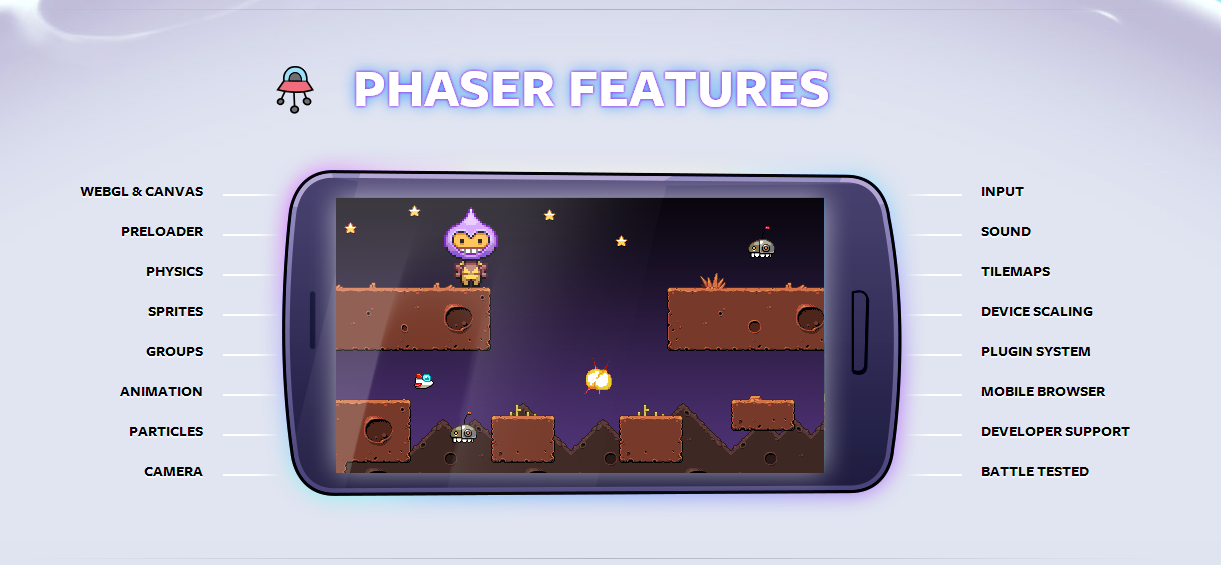 PHASER FEATURES
WEBGL & CANVAS
PRELOADER
PHYSICS
SPRITES
GROUPS
ANIMATION
PARTICLES
CAMERA
INPUT
SOUND
TILEMAPS
DEVICE SCALING
PLUGIN SYSTEM
MOBILE BROWSER
DEVELOPER SUPPORT
BATTLE TESTED